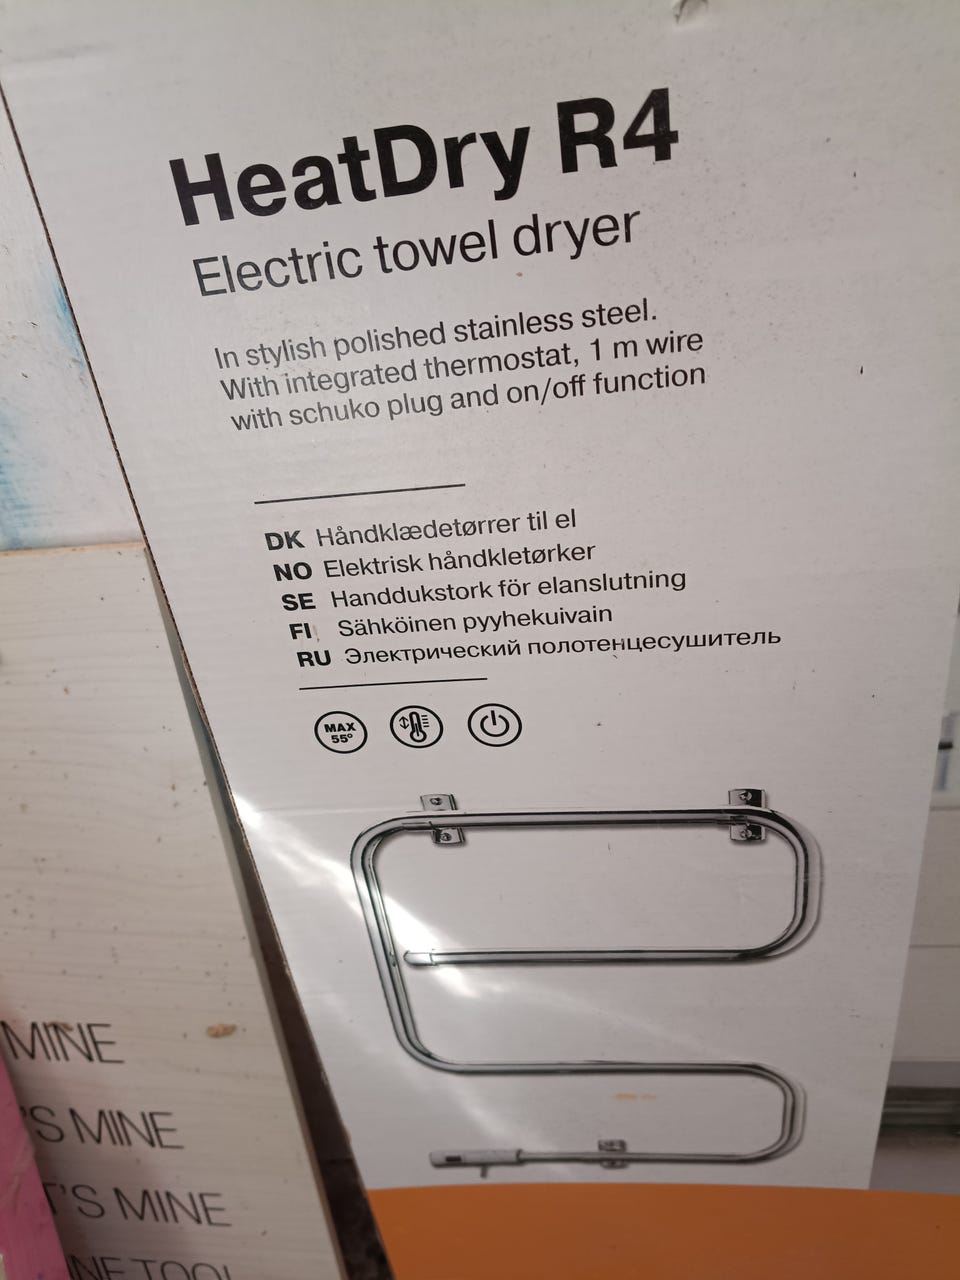 HeatDry R4
Electric towel dryer
In stylish polished stainless steel.
With integrated thermostat, 1 m wire
with schuko plug and on/off function
DK Håndklædetørrer til el
NO Elektrisk håndkletørker
SE Handdukstork för elanslutning
FI Sähköinen pyyhekuivain
RU Электрический полотенцесушитель
MAX
55°
MINE
'S MINE
T'S MINE